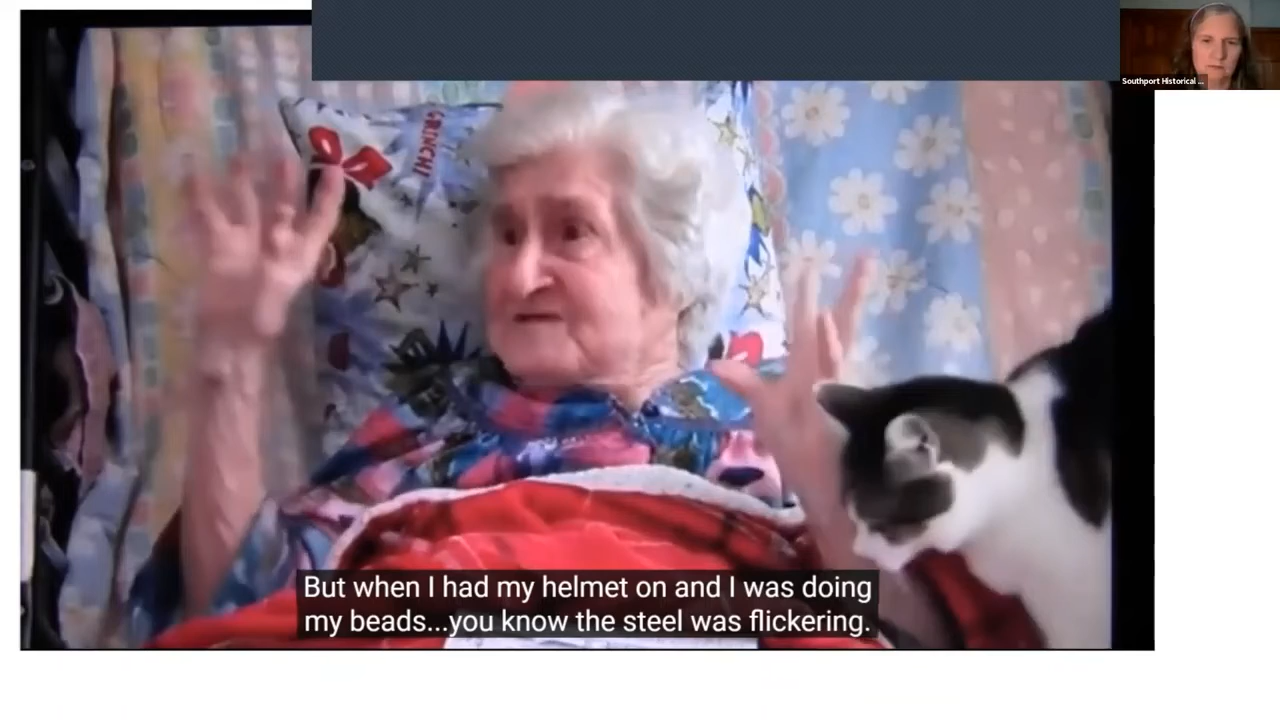 Southport Historical ...
GRINCH!
But when I had my helmet on and I was doing
my beads...you know the steel was flickering.